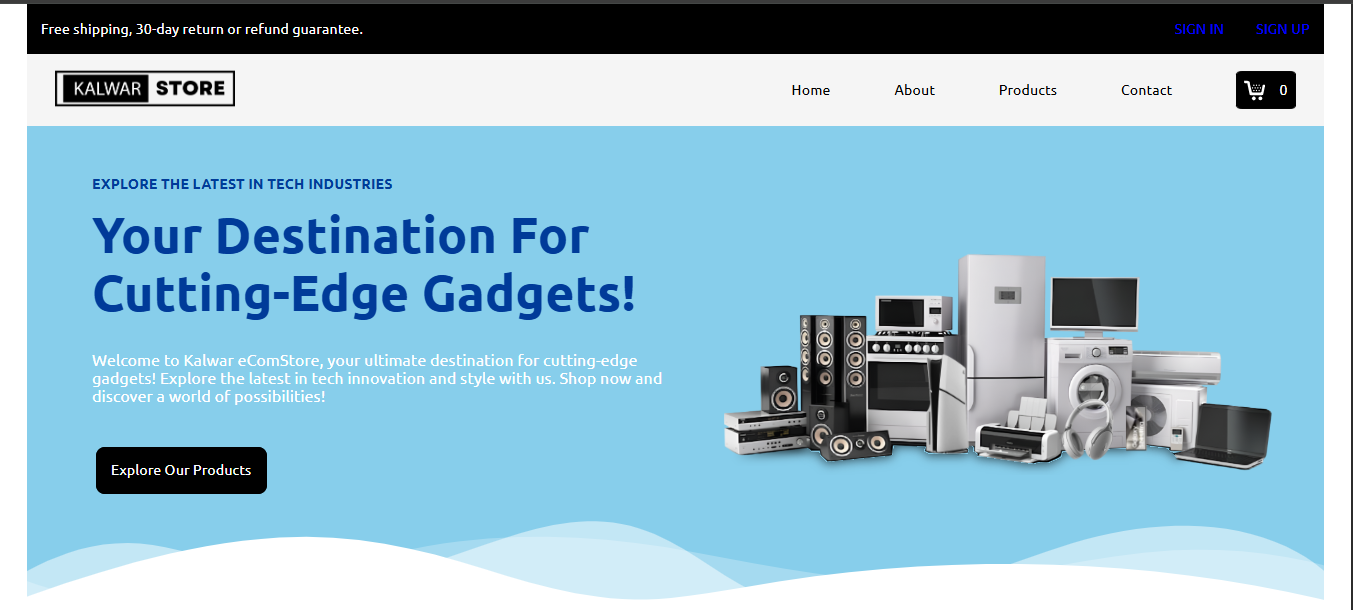 Free shipping, 30-day return or refund guarantee. SIGN IN SIGN UP
KALWAR STORE Home About Products Contact 0
EXPLORE THE LATEST IN TECH INDUSTRIES
Your Destination For
Cutting-Edge Gadgets!
Welcome to Kalwar eComStore, your ultimate destination for cutting-edge
gadgets! Explore the latest in tech innovation and style with us. Shop now and
discover a world of possibilities!
Explore Our Products